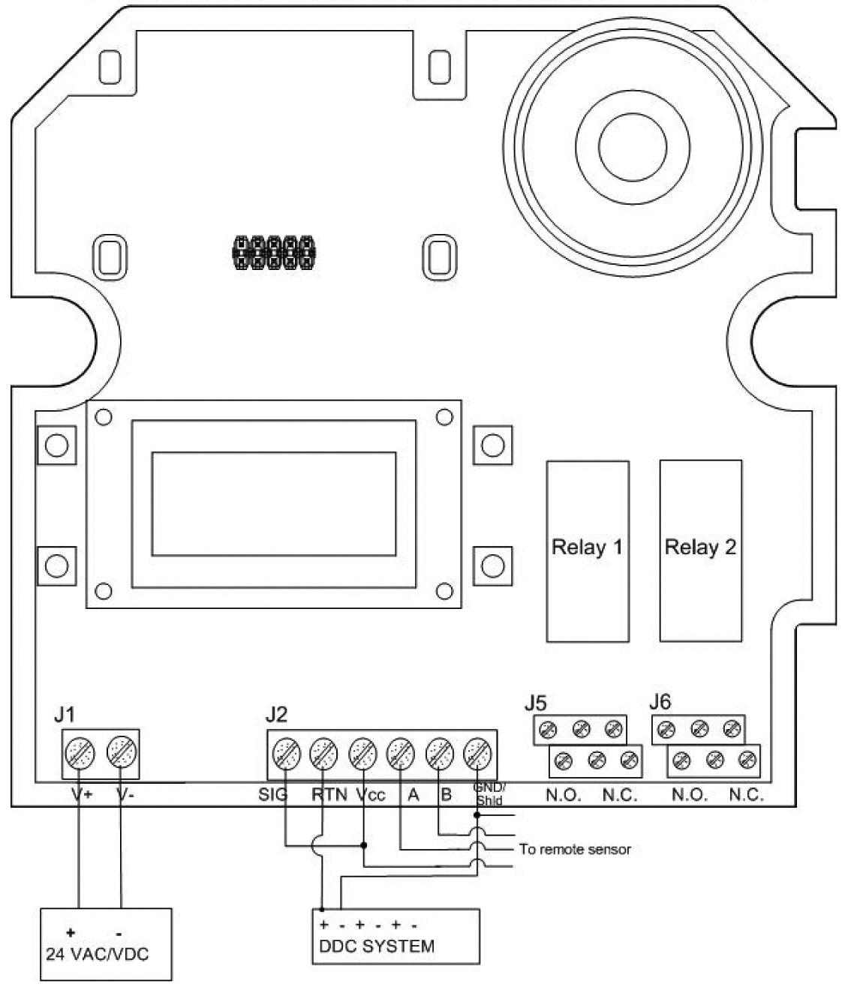 Relay 1
Relay 2
J1
J2
J5
J6
V+
V-
SIG
RTN
Vcc
A
B
GND/
Shld
N.O.
N.C.
N.O.
N.C.
To remote sensor
+ -
24 VAC/VDC
+ - + - + -
DDC SYSTEM